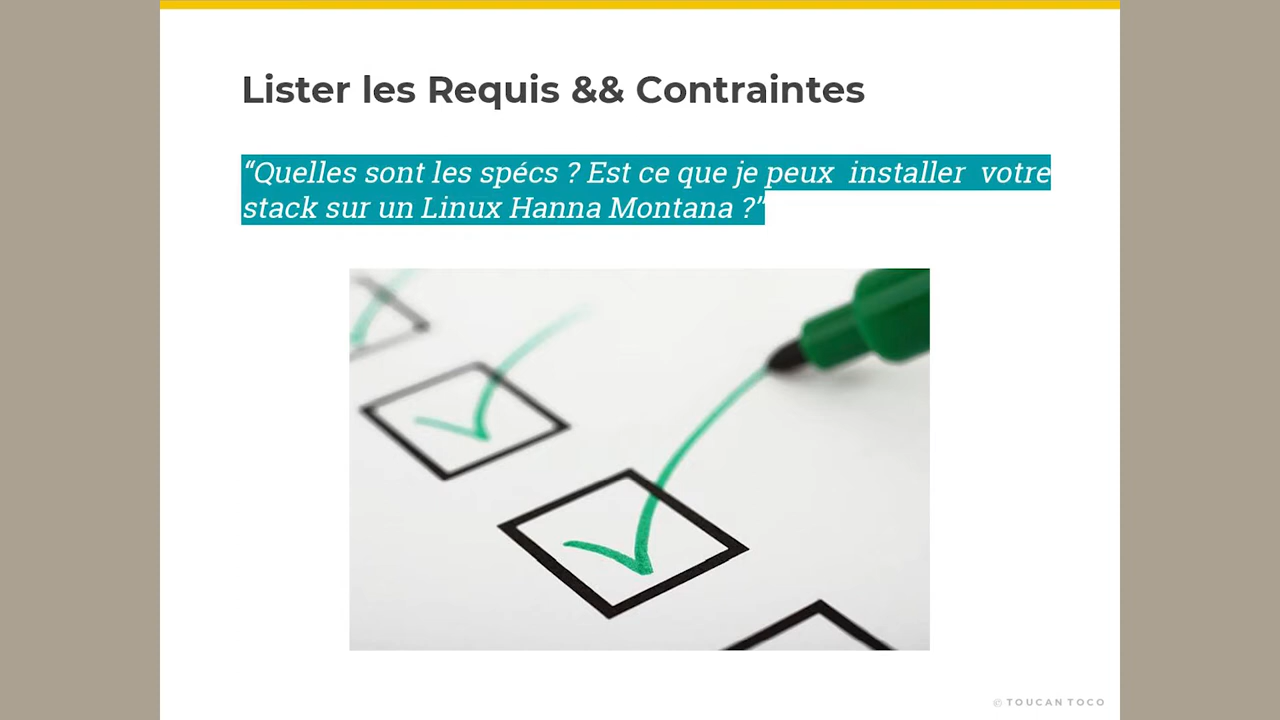 Lister les Requis && Contraintes
“Quelles sont les spécs ? Est ce que je peux installer votre
stack sur un Linux Hanna Montana ?”
© TOUCAN TOCO